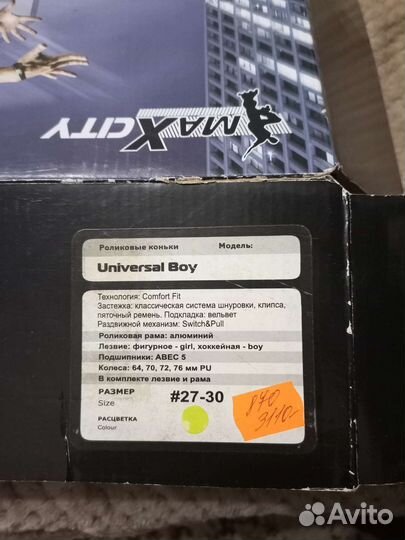 MAXCITY
Роликовые коньки Модель:
Universal Boy
Технология: Comfort Fit
Застежка: классическая система шнуровки, клипса,
пяточный ремень. Подкладка: вельвет
Раздвижной механизм: Switch&Pull
Роликовая рама: алюминий
Лезвие: фигурное - girl, хоккейная - boy
Подшипники: ABEC 5
Колеса: 64, 70, 72, 76 мм PU
В комплекте лезвие и рама
РАЗМЕР #27-30
Size
РАСЦВЕТКА
Colour
870
3110-
Avito